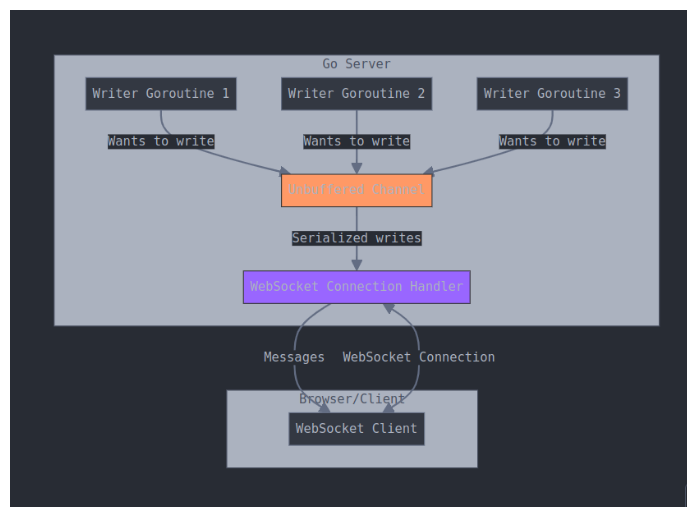 Go Server
Writer Goroutine 1
Writer Goroutine 2
Writer Goroutine 3
Wants to write
Wants to write
Wants to write
Unbuffered Channel
Serialized writes
WebSocket Connection Handler
Messages
WebSocket Connection
Browser/Client
WebSocket Client